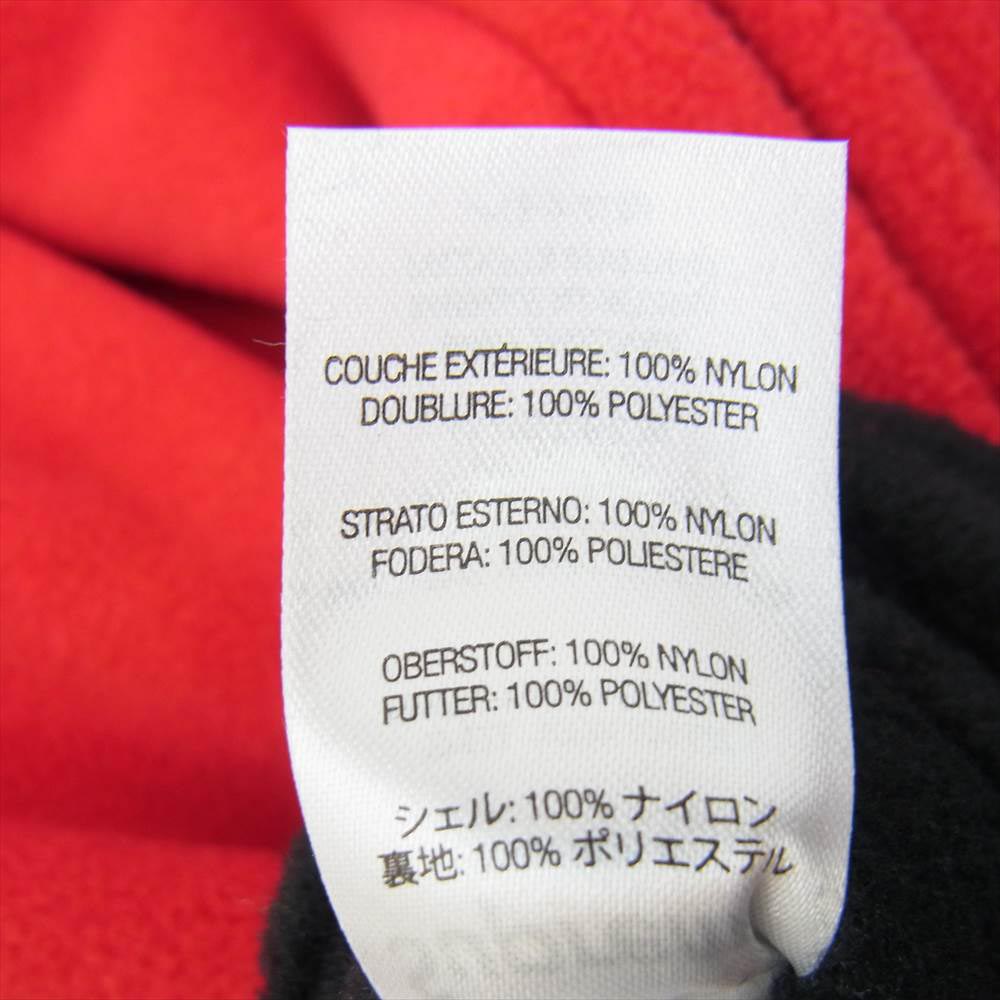 COUCHE EXTÉRIEURE: 100% NYLON
DOUBLURE: 100% POLYESTER
STRATO ESTERNO: 100% NYLON
FODERA: 100% POLIESTERE
OBERSTOFF: 100% NYLON
FUTTER: 100% POLYESTER
シェル: 100% ナイロン
裏地: 100% ポリエステル